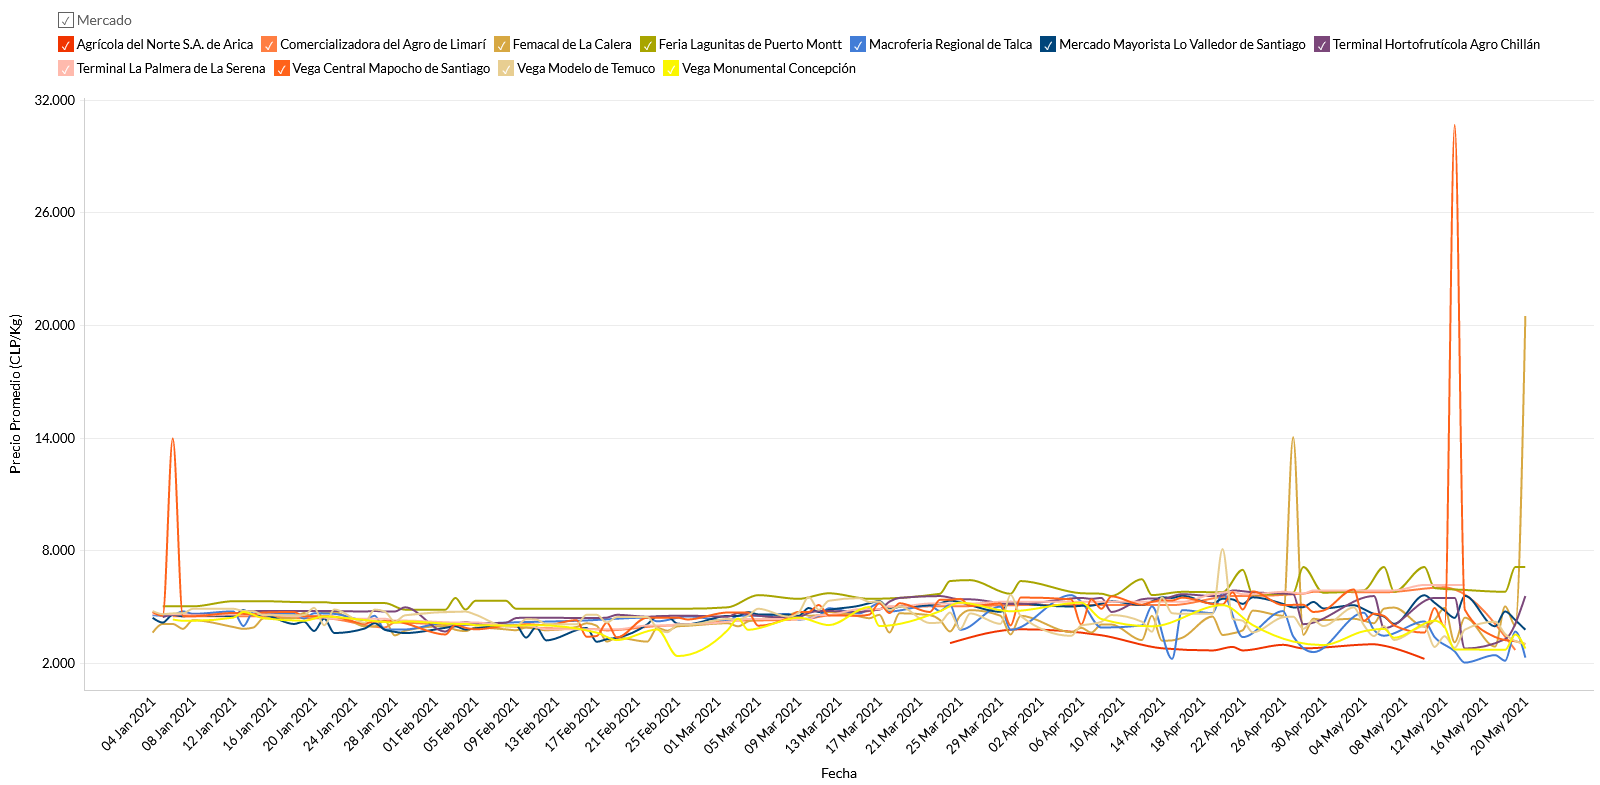 Mercado
Agrícola del Norte S.A. de Arica Comercializadora del Agro de Limarí Femacal de La Calera Feria Lagunitas de Puerto Montt Macroferia Regional de Talca Mercado Mayorista Lo Valledor de Santiago Terminal Hortofrutícola Agro Chillán
Terminal La Palmera de La Serena Vega Central Mapocho de Santiago Vega Modelo de Temuco Vega Monumental Concepción
32.000
26.000
20.000
14.000
8.000
2.000
Precio Promedio (CLP/Kg)
04 Jan 2021
08 Jan 2021
12 Jan 2021
16 Jan 2021
20 Jan 2021
24 Jan 2021
28 Jan 2021
01 Feb 2021
05 Feb 2021
09 Feb 2021
13 Feb 2021
17 Feb 2021
21 Feb 2021
25 Feb 2021
01 Mar 2021
05 Mar 2021
09 Mar 2021
13 Mar 2021
17 Mar 2021
21 Mar 2021
25 Mar 2021
29 Mar 2021
02 Apr 2021
06 Apr 2021
10 Apr 2021
14 Apr 2021
18 Apr 2021
22 Apr 2021
26 Apr 2021
30 Apr 2021
04 May 2021
08 May 2021
12 May 2021
16 May 2021
20 May 2021
Fecha